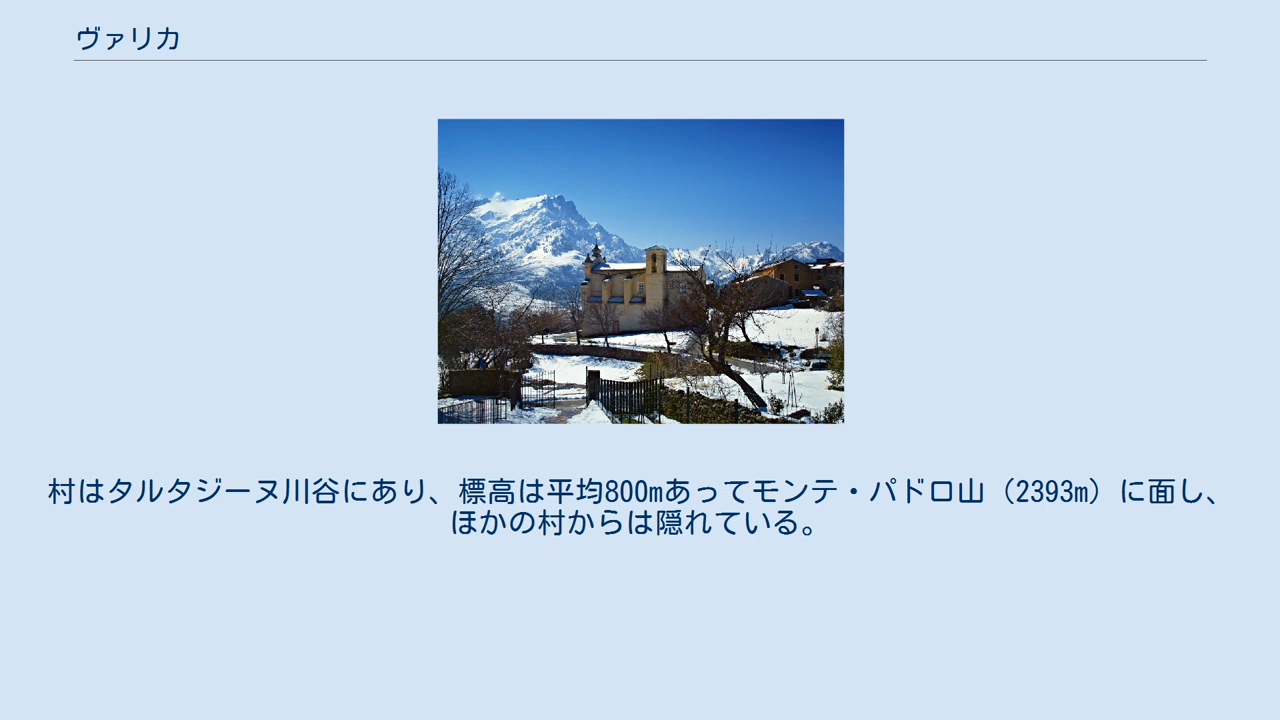 ヴァリカ
村はタルタジーヌ川谷にあり、標高は平均800mあってモンテ・パドロ山（2393m）に面し、
ほかの村からは隠れている。